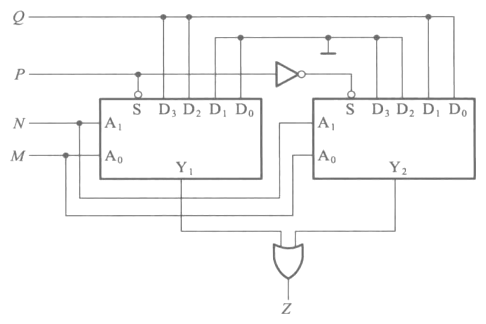 Q
P
N
M
S D₃ D₂ D₁ D₀
A₁
A₀
Y₁
S D₃ D₂ D₁ D₀
A₁
A₀
Y₂
Z